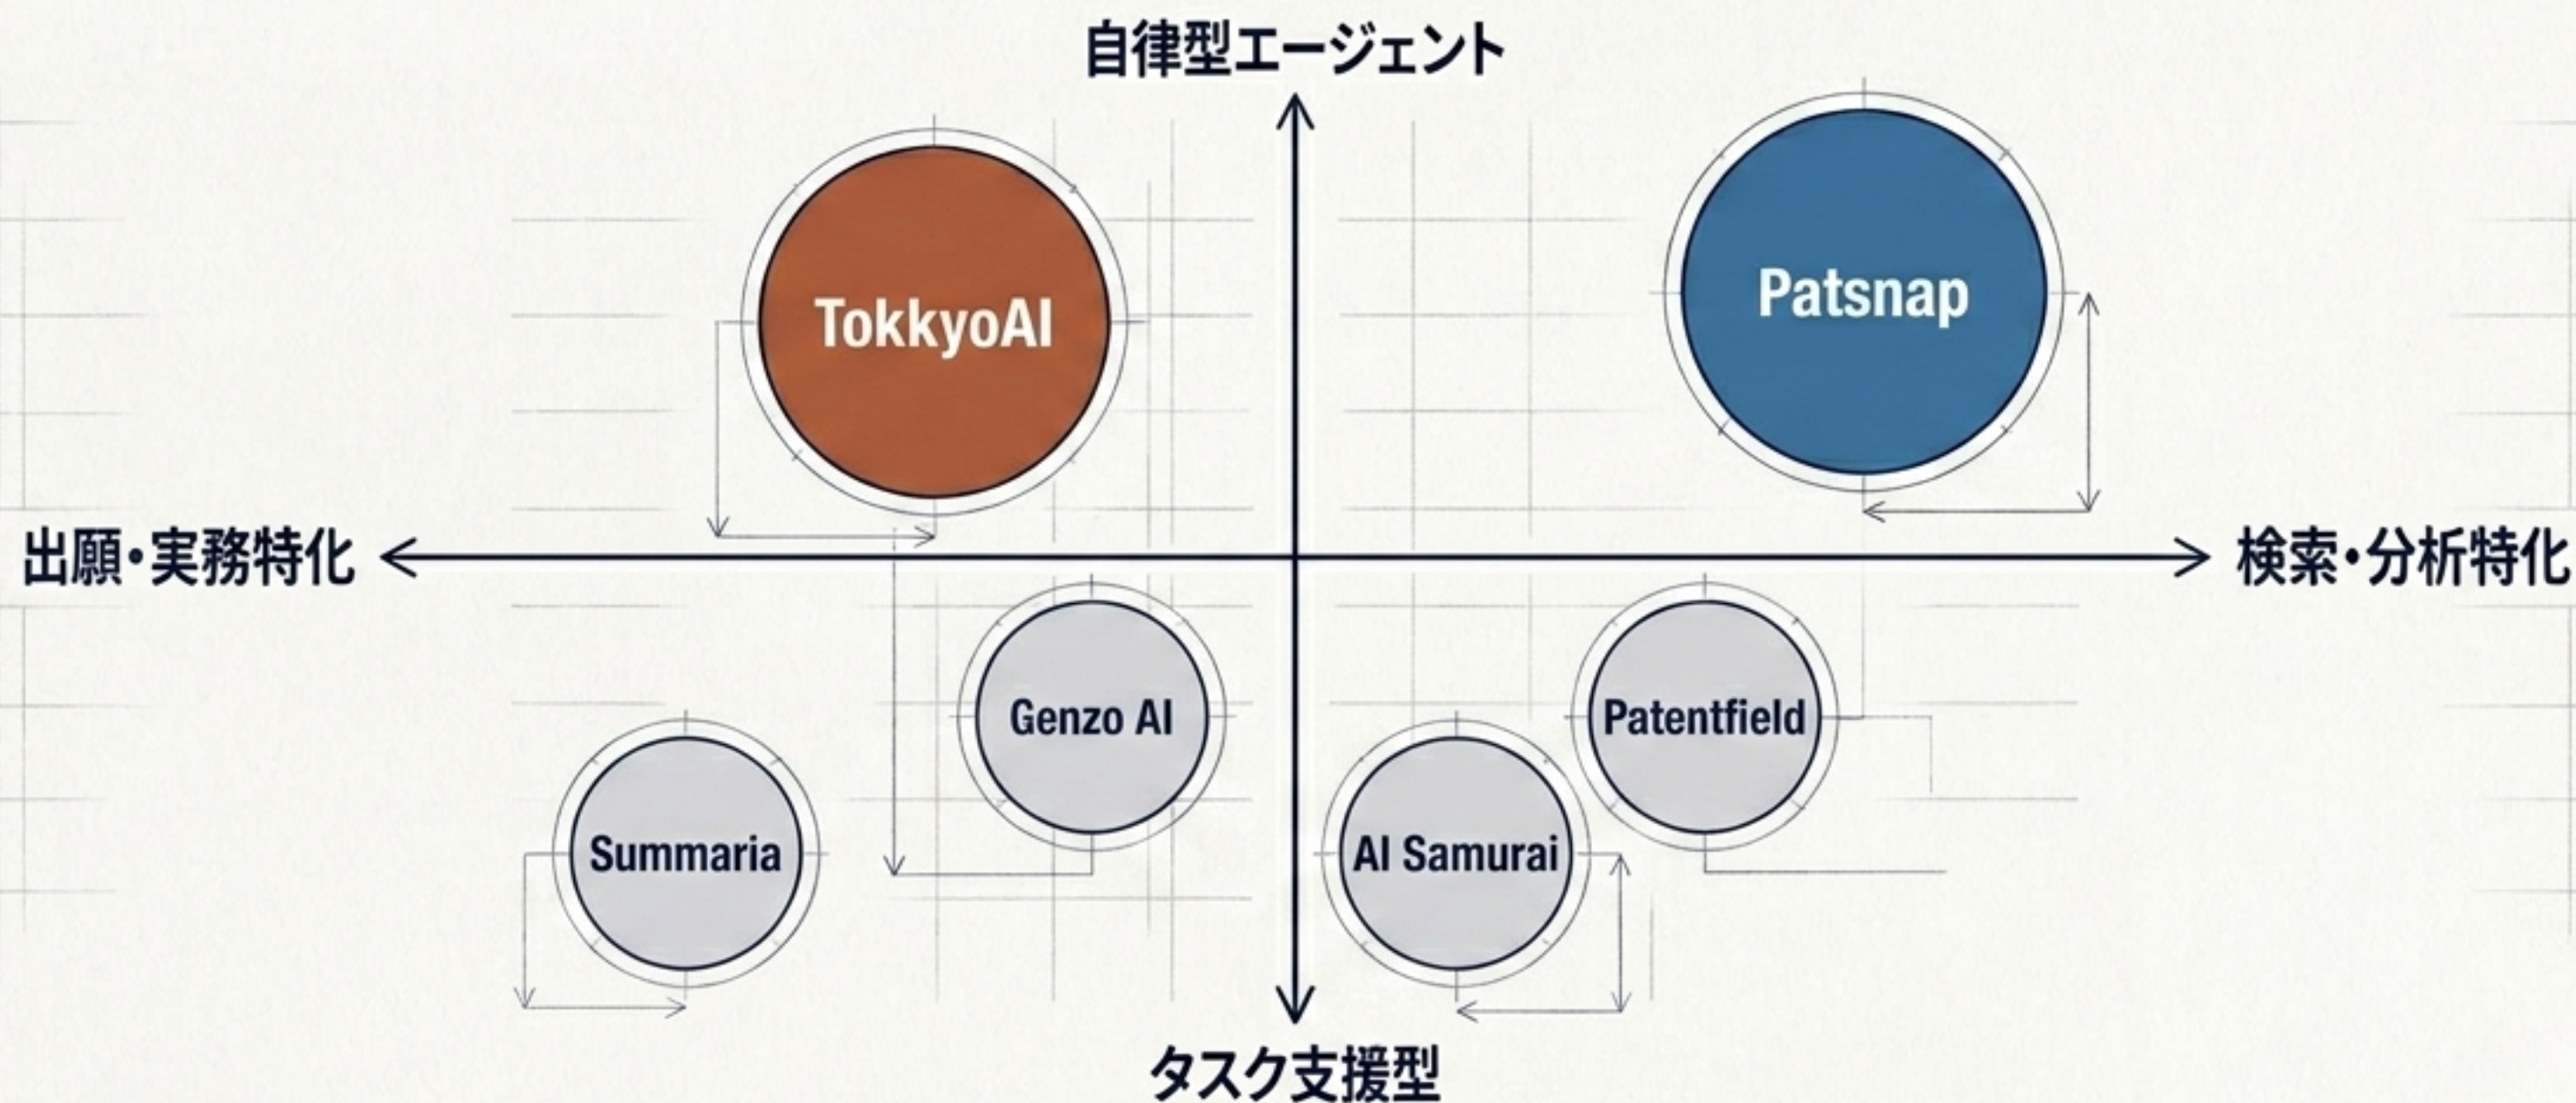 自律型エージェント
TokkyoAI
Patsnap
出願・実務特化
検索・分析特化
Genzo AI
Patentfield
Summaria
AI Samurai
タスク支援型